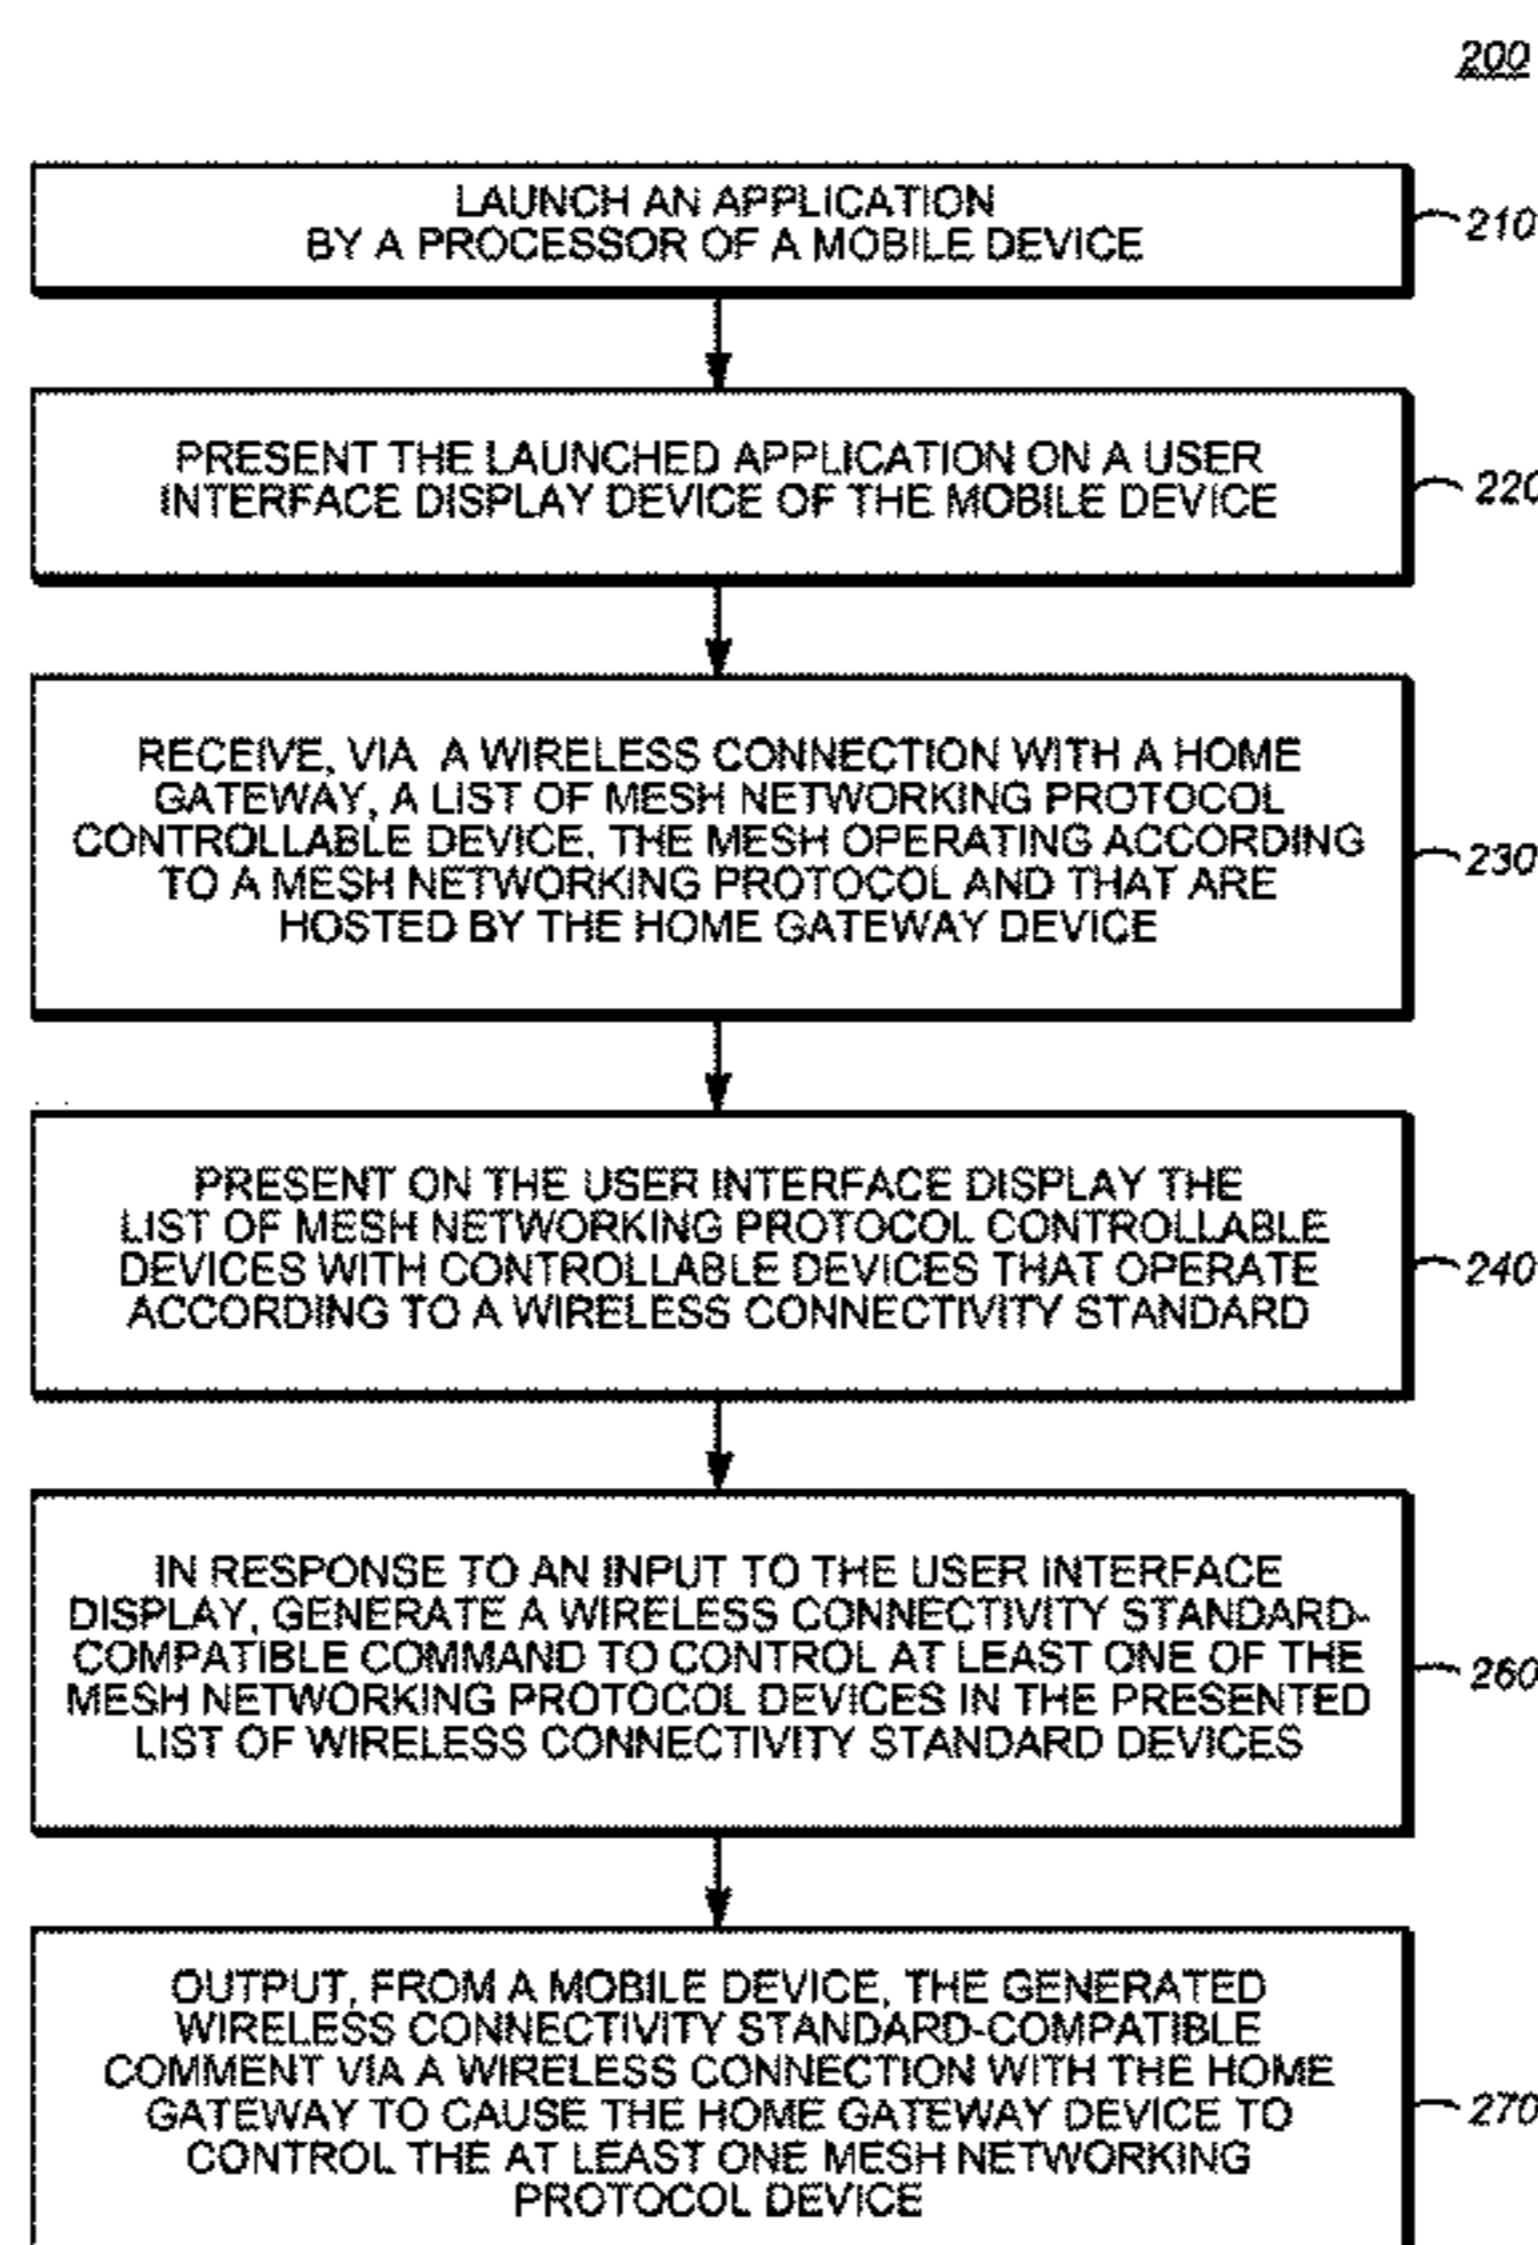 200
LAUNCH AN APPLICATION
BY A PROCESSOR OF A MOBILE DEVICE
210
PRESENT THE LAUNCHED APPLICATION ON A USER
INTERFACE DISPLAY DEVICE OF THE MOBILE DEVICE
220
RECEIVE, VIA A WIRELESS CONNECTION WITH A HOME
GATEWAY, A LIST OF MESH NETWORKING PROTOCOL
CONTROLLABLE DEVICE, THE MESH OPERATING ACCORDING
TO A MESH NETWORKING PROTOCOL AND THAT ARE
HOSTED BY THE HOME GATEWAY DEVICE
230
PRESENT ON THE USER INTERFACE DISPLAY THE
LIST OF MESH NETWORKING PROTOCOL CONTROLLABLE
DEVICES WITH CONTROLLABLE DEVICES THAT OPERATE
ACCORDING TO A WIRELESS CONNECTIVITY STANDARD
240
IN RESPONSE TO AN INPUT TO THE USER INTERFACE
DISPLAY, GENERATE A WIRELESS CONNECTIVITY STANDARD-
COMPATIBLE COMMAND TO CONTROL AT LEAST ONE OF THE
MESH NETWORKING PROTOCOL DEVICES IN THE PRESENTED
LIST OF WIRELESS CONNECTIVITY STANDARD DEVICES
260
OUTPUT, FROM A MOBILE DEVICE, THE GENERATED
WIRELESS CONNECTIVITY STANDARD-COMPATIBLE
COMMENT VIA A WIRELESS CONNECTION WITH THE HOME
GATEWAY TO CAUSE THE HOME GATEWAY DEVICE TO
CONTROL THE AT LEAST ONE MESH NETWORKING
PROTOCOL DEVICE
270